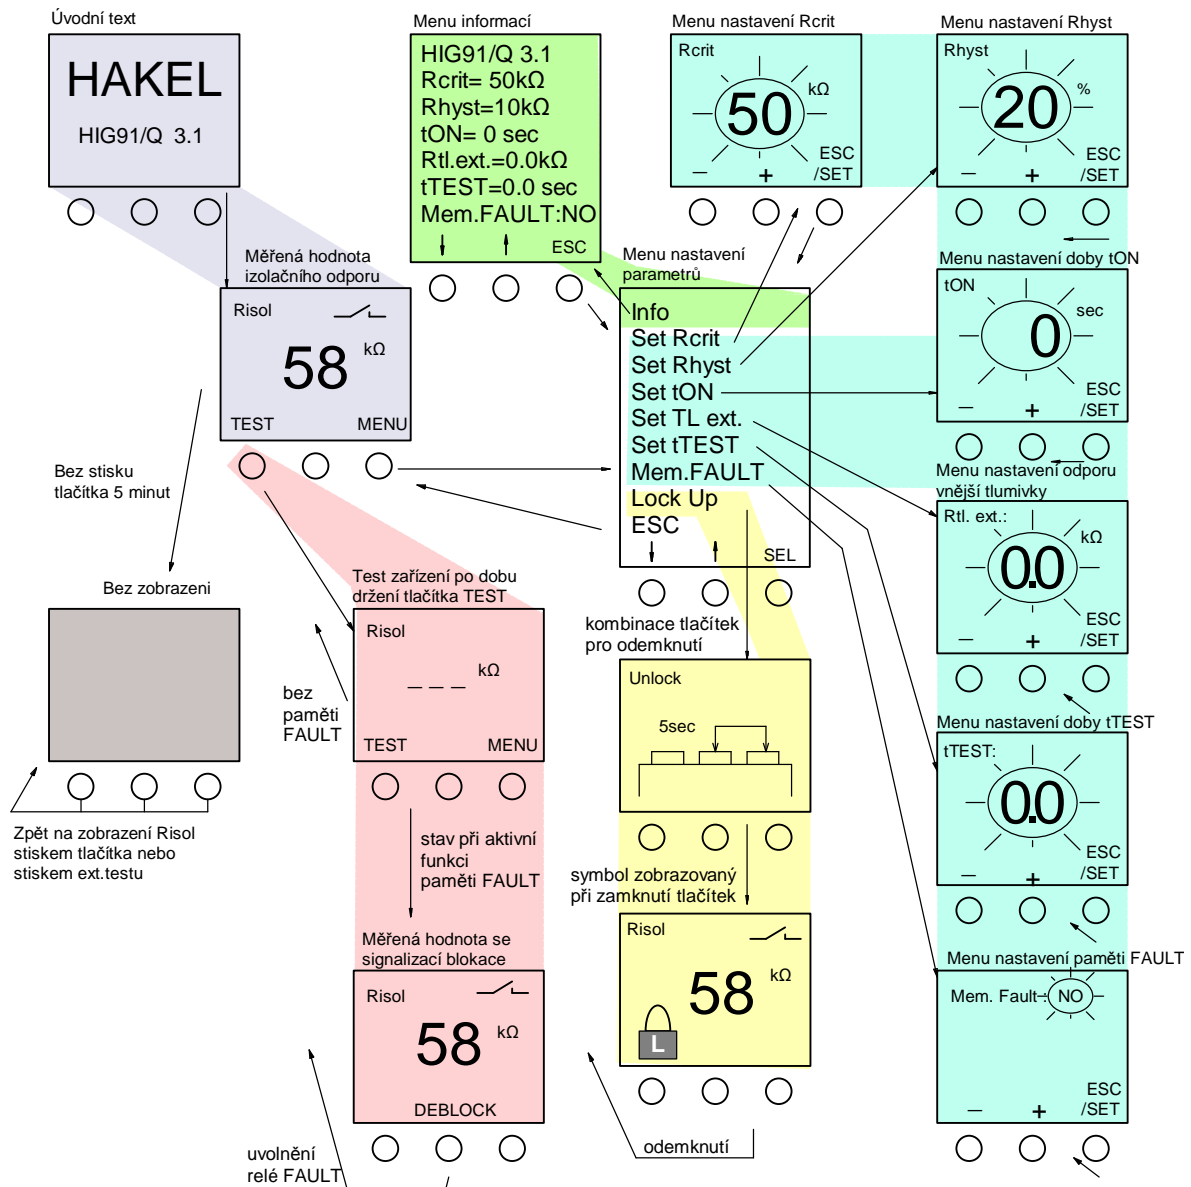 Úvodní text
HAKEL
HIG91/Q 3.1
Menu informací
HIG91/Q 3.1
Rcrit= 50kΩ
Rhyst=10kΩ
tON= 0 sec
Rtl.ext.=0.0kΩ
tTEST=0.0 sec
Mem.FAULT:NO
ESC
Menu nastavení Rcrit
Rcrit
50
kΩ
ESC
– + /SET
Menu nastavení Rhyst
Rhyst
20
%
ESC
– + /SET
Měřená hodnota
izolačního odporu
Risol
58
kΩ
TEST MENU
Menu nastavení
parametrů
Info
Set Rcrit
Set Rhyst
Set tON
Set TL ext.
Set tTEST
Mem.FAULT
Lock Up
ESC
SEL
Menu nastavení doby tON
tON
0
sec
ESC
– + /SET
Bez stisku
tlačítka 5 minut
Menu nastavení odporu
vnější tlumivky
Rtl. ext.:
0.0
kΩ
ESC
– + /SET
Bez zobrazeni
Zpět na zobrazení Risol
stiskem tlačítka nebo
stiskem ext.testu
Test zařízení po dobu
držení tlačítka TEST
Risol
– – –
kΩ
TEST MENU
bez
paměti
FAULT
kombinace tlačítek
pro odemknutí
Unlock
5sec
Menu nastavení doby tTEST
tTEST:
0.0
ESC
– + /SET
stav při aktivní
funkci
paměti FAULT
symbol zobrazovaný
při zamknutí tlačítek
Risol
58
kΩ
L
Měřená hodnota se
signalizací blokace
Risol
58
kΩ
DEBLOCK
Menu nastavení paměti FAULT
Mem. Fault : NO
ESC
– + /SET
uvolnění
relé FAULT
odemknutí